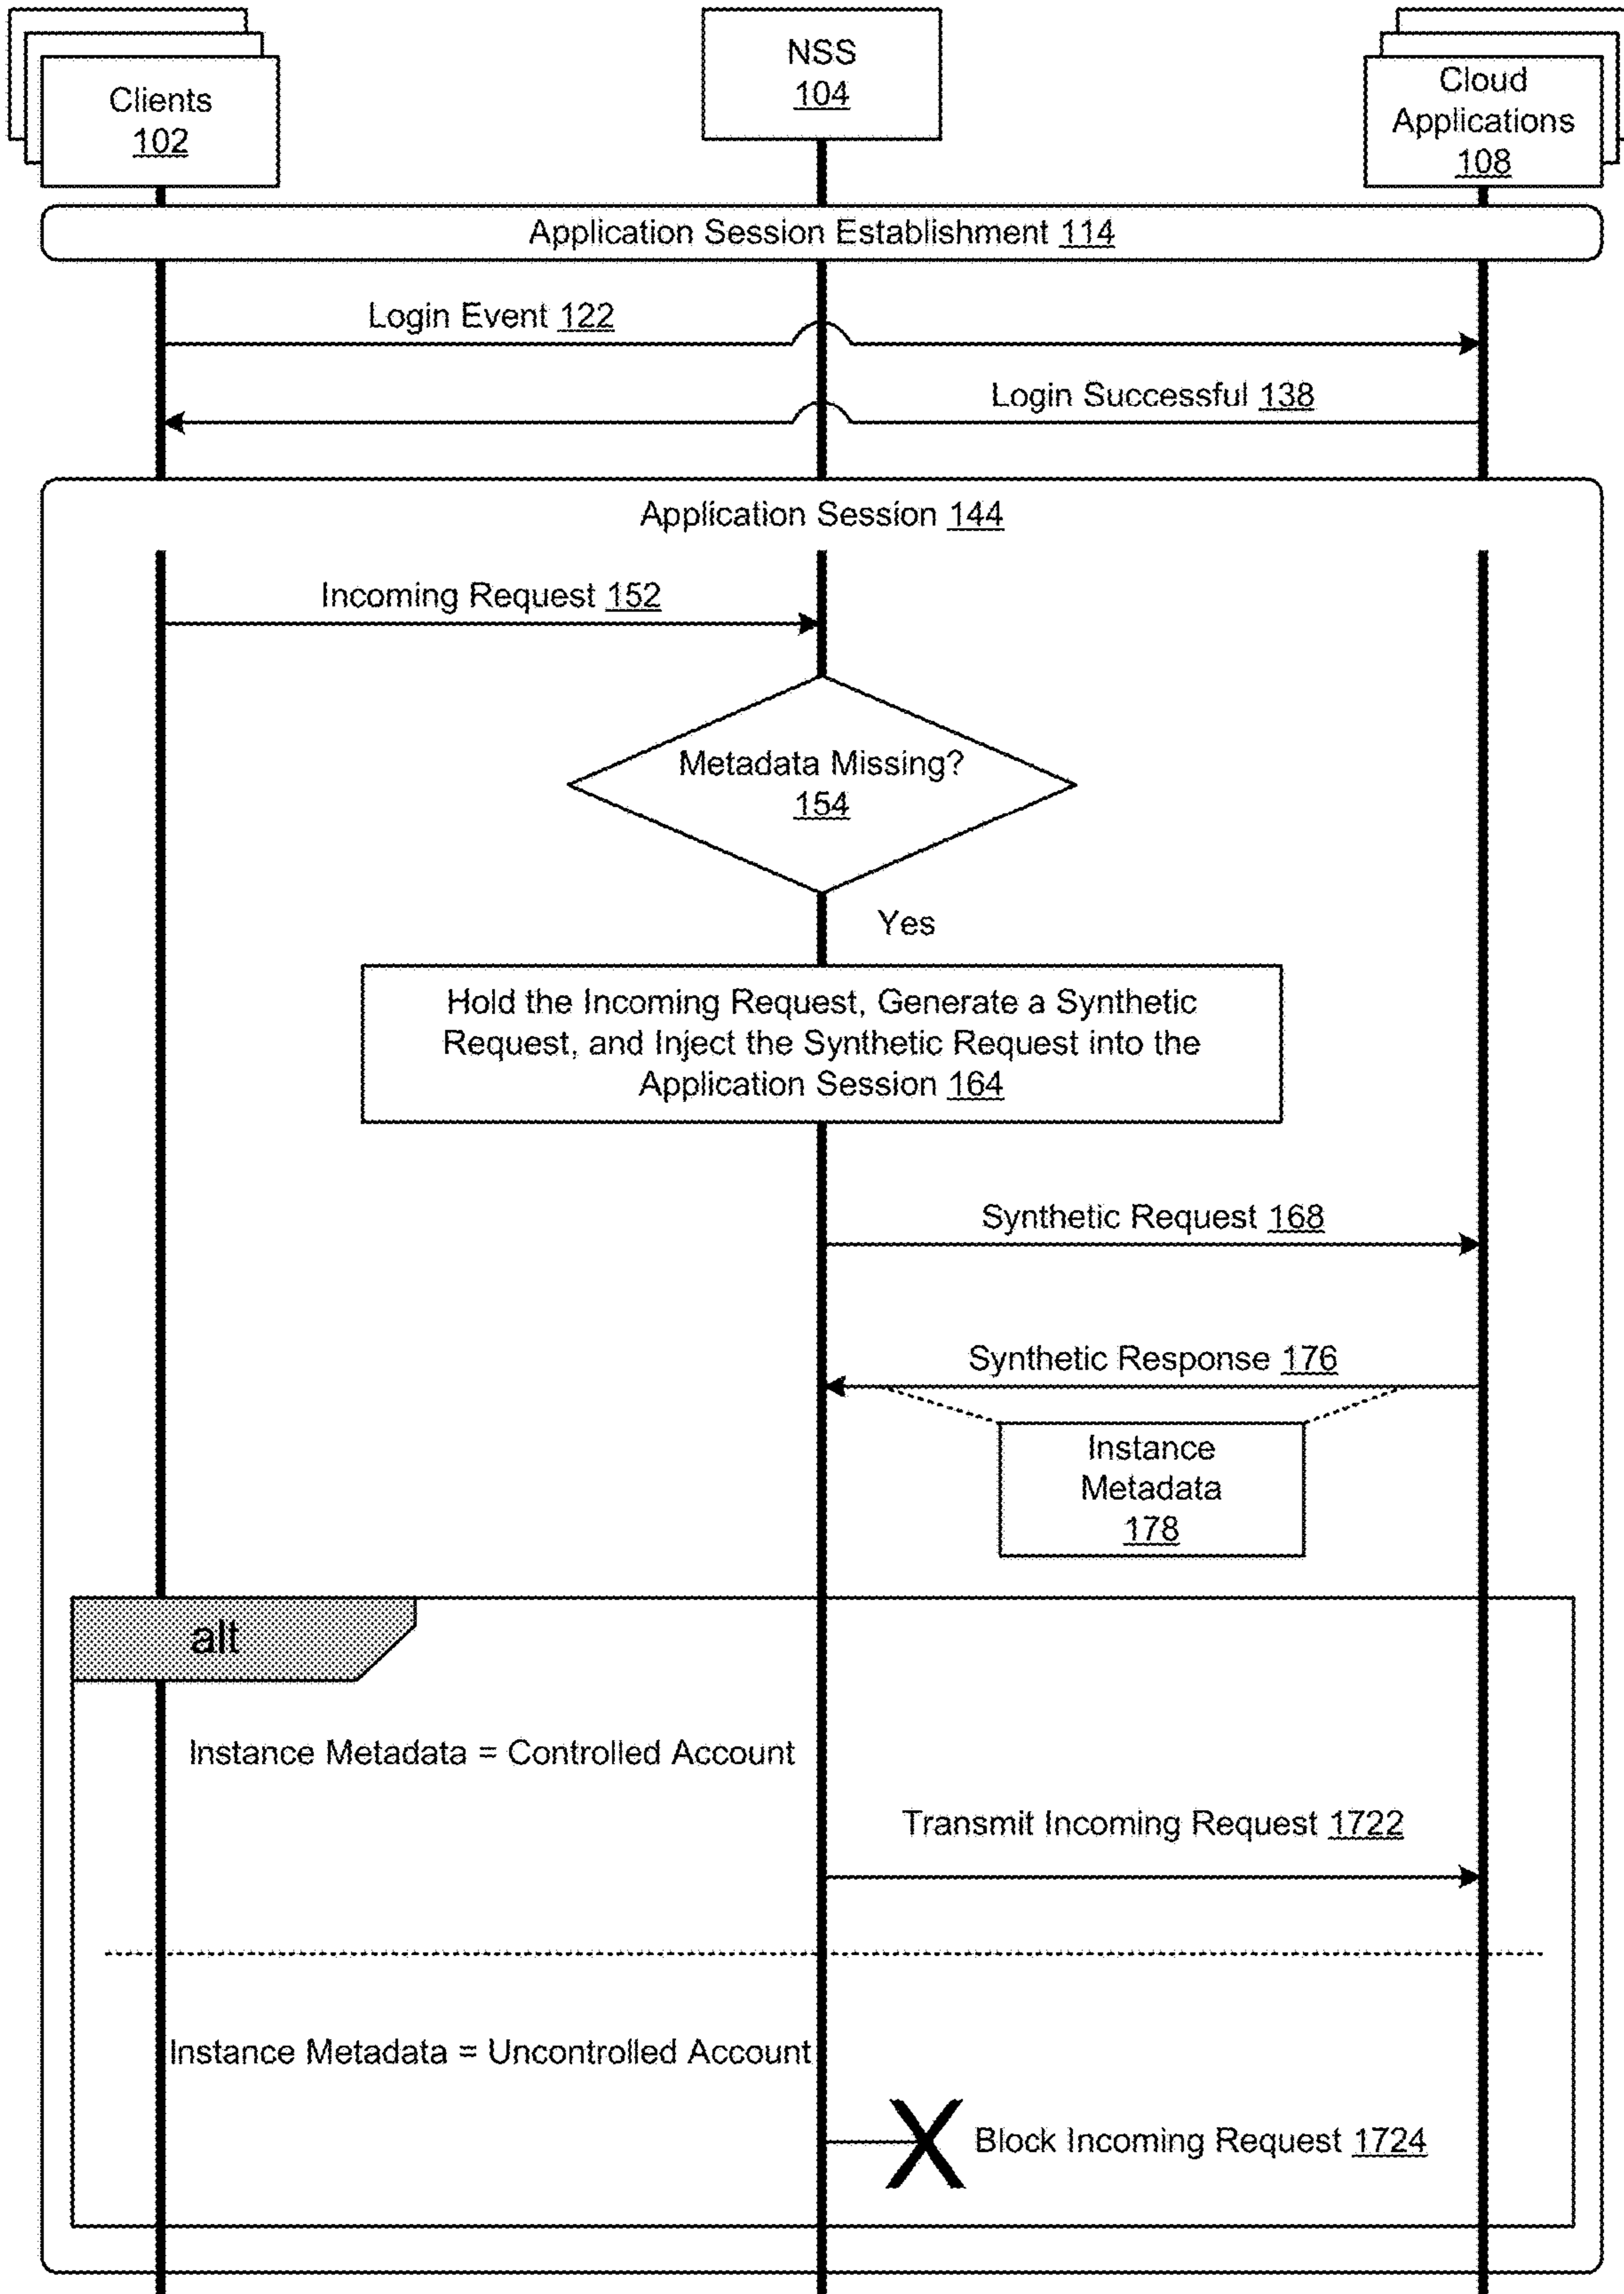 Clients
102
NSS
104
Cloud
Applications
108
Application Session Establishment 114
Login Event 122
Login Successful 138
Application Session 144
Incoming Request 152
Metadata Missing?
154
Yes
Hold the Incoming Request, Generate a Synthetic
Request, and Inject the Synthetic Request into the
Application Session 164
Synthetic Request 168
Synthetic Response 176
Instance
Metadata
178
alt
Instance Metadata = Controlled Account
Transmit Incoming Request 1722
Instance Metadata = Uncontrolled Account
Block Incoming Request 1724